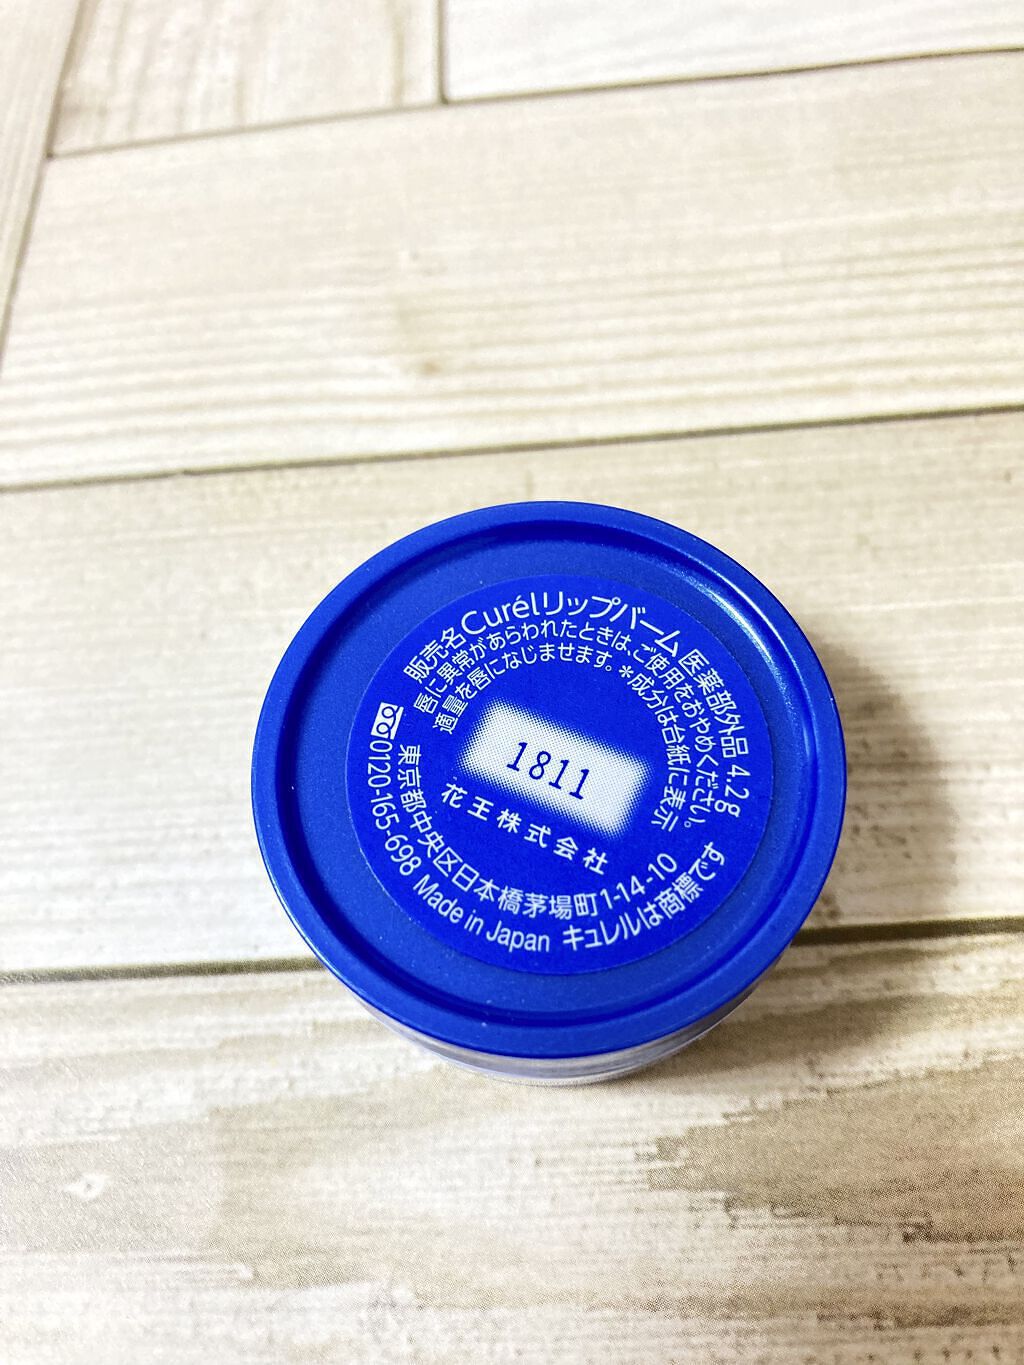 販売名Curélリップバーム 医薬部外品 4.2g
唇に異常があらわれたときは、ご使用をおやめください。
適量を唇になじませます。*成分は台紙に表示
1811
花王株式会社
東京都中央区日本橋茅場町1-14-10
0120-165-698 Made in Japan キュレルは商標です